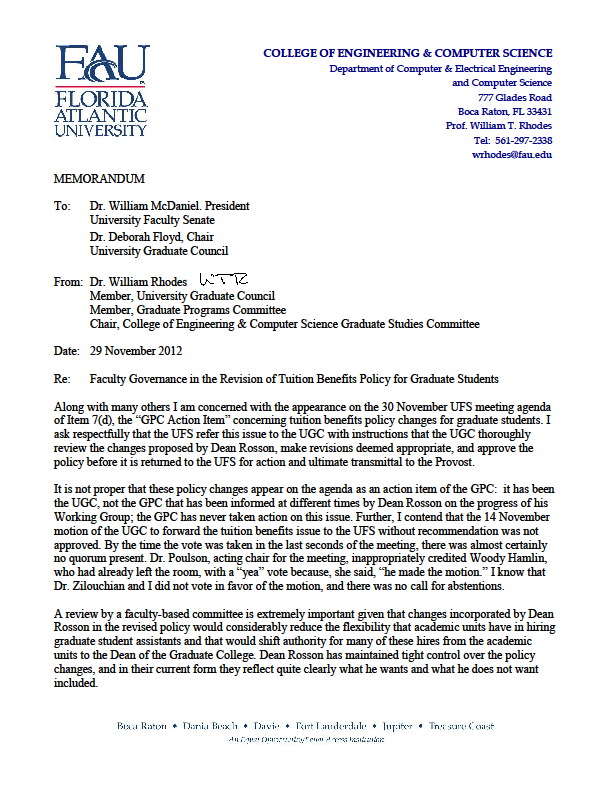 FAU
FLORIDA
ATLANTIC
UNIVERSITY
COLLEGE OF ENGINEERING & COMPUTER SCIENCE
Department of Computer & Electrical Engineering
and Computer Science
777 Glades Road
Boca Raton, FL 33431
Prof. William T. Rhodes
Tel: 561-297-2338
wrhodes@fau.edu
MEMORANDUM
To: Dr. William McDaniel. President
University Faculty Senate
Dr. Deborah Floyd, Chair
University Graduate Council
From: Dr. William Rhodes WTR
Member, University Graduate Council
Member, Graduate Programs Committee
Chair, College of Engineering & Computer Science Graduate Studies Committee
Date: 29 November 2012
Re: Faculty Governance in the Revision of Tuition Benefits Policy for Graduate Students
Along with many others I am concerned with the appearance on the 30 November UFS meeting agenda
of Item 7(d), the “GPC Action Item” concerning tuition benefits policy changes for graduate students. I
ask respectfully that the UFS refer this issue to the UGC with instructions that the UGC thoroughly
review the changes proposed by Dean Rosson, make revisions deemed appropriate, and approve the
policy before it is returned to the UFS for action and ultimate transmittal to the Provost.
It is not proper that these policy changes appear on the agenda as an action item of the GPC: it has been
the UGC, not the GPC that has been informed at different times by Dean Rosson on the progress of his
Working Group; the GPC has never taken action on this issue. Further, I contend that the 14 November
motion of the UGC to forward the tuition benefits issue to the UFS without recommendation was not
approved. By the time the vote was taken in the last seconds of the meeting, there was almost certainly
no quorum present. Dr. Poulson, acting chair for the meeting, inappropriately credited Woody Hamlin,
who had already left the room, with a “yea” vote because, she said, “he made the motion.” I know that
Dr. Zilouchian and I did not vote in favor of the motion, and there was no call for abstentions.
A review by a faculty-based committee is extremely important given that changes incorporated by Dean
Rosson in the revised policy would considerably reduce the flexibility that academic units have in hiring
graduate student assistants and that would shift authority for many of these hires from the academic
units to the Dean of the Graduate College. Dean Rosson has maintained tight control over the policy
changes, and in their current form they reflect quite clearly what he wants and what he does not want
included.
Boca Raton • Dania Beach • Davie • Fort Lauderdale • Jupiter • Treasure Coast
An Equal Opportunity/Equal Access Institution